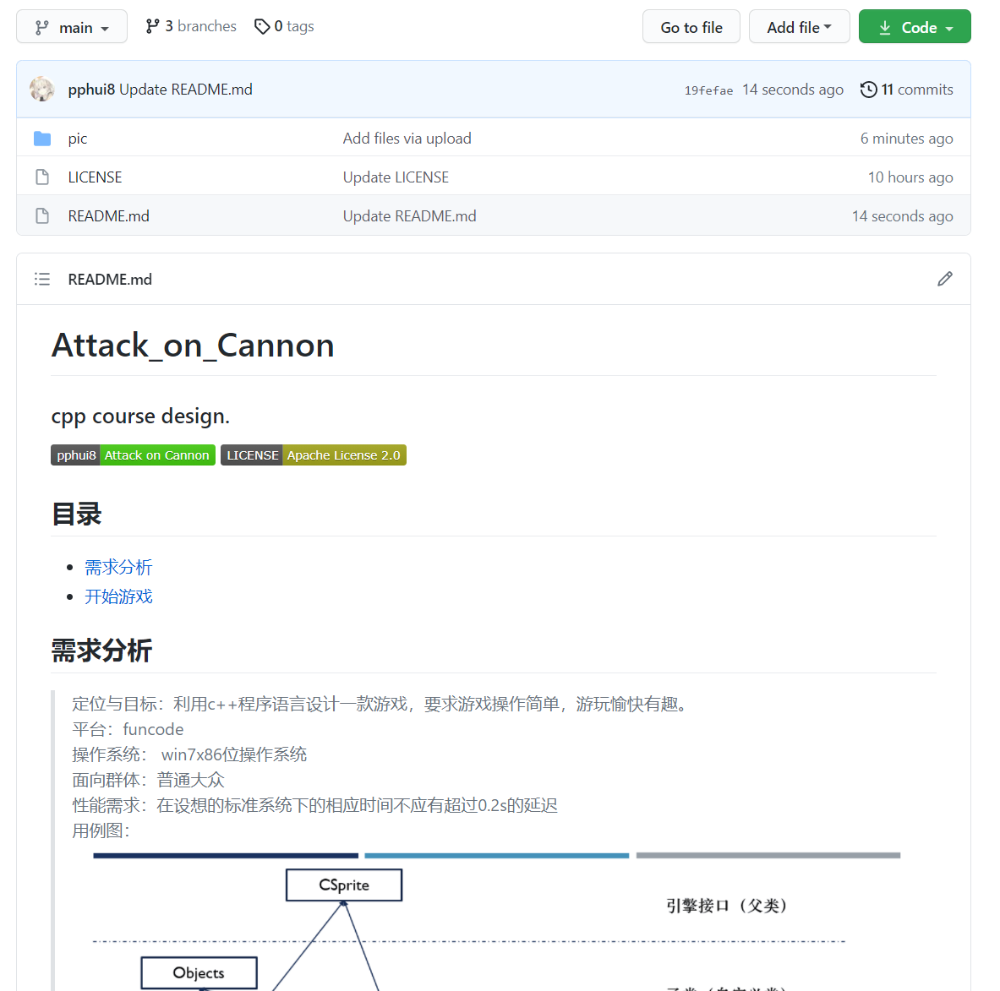 main
3 branches
0 tags
Go to file
Add file
Code
pphui8 Update README.md
19fefae 14 seconds ago
11 commits
pic
Add files via upload
6 minutes ago
LICENSE
Update LICENSE
10 hours ago
README.md
Update README.md
14 seconds ago
README.md
Attack_on_Cannon
cpp course design.
pphui8 Attack on Cannon
LICENSE Apache License 2.0
目录
需求分析
开始游戏
需求分析
定位与目标：利用c++程序语言设计一款游戏，要求游戏操作简单，游玩愉快有趣。
平台：funcode
操作系统： win7x86位操作系统
面向群体：普通大众
性能需求：在设想的标准系统下的相应时间不应有超过0.2s的延迟
用例图：
CSprite
引擎接口（父类）
Objects